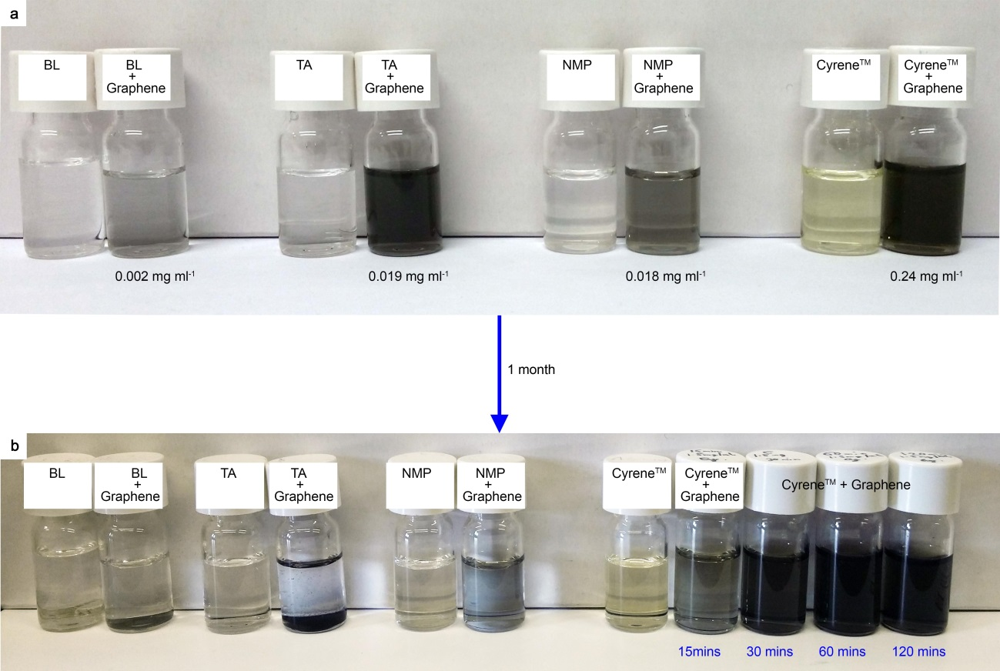 a
BL
BL
+
Graphene
TA
TA
+
Graphene
NMP
NMP
+
Graphene
Cyrene™
Cyrene™
+
Graphene
0.002 mg ml⁻¹
0.019 mg ml⁻¹
0.018 mg ml⁻¹
0.24 mg ml⁻¹
1 month
b
BL
BL
+
Graphene
TA
TA
+
Graphene
NMP
NMP
+
Graphene
Cyrene™
Cyrene™
+
Graphene
Cyrene™ + Graphene
15mins
30 mins
60 mins
120 mins